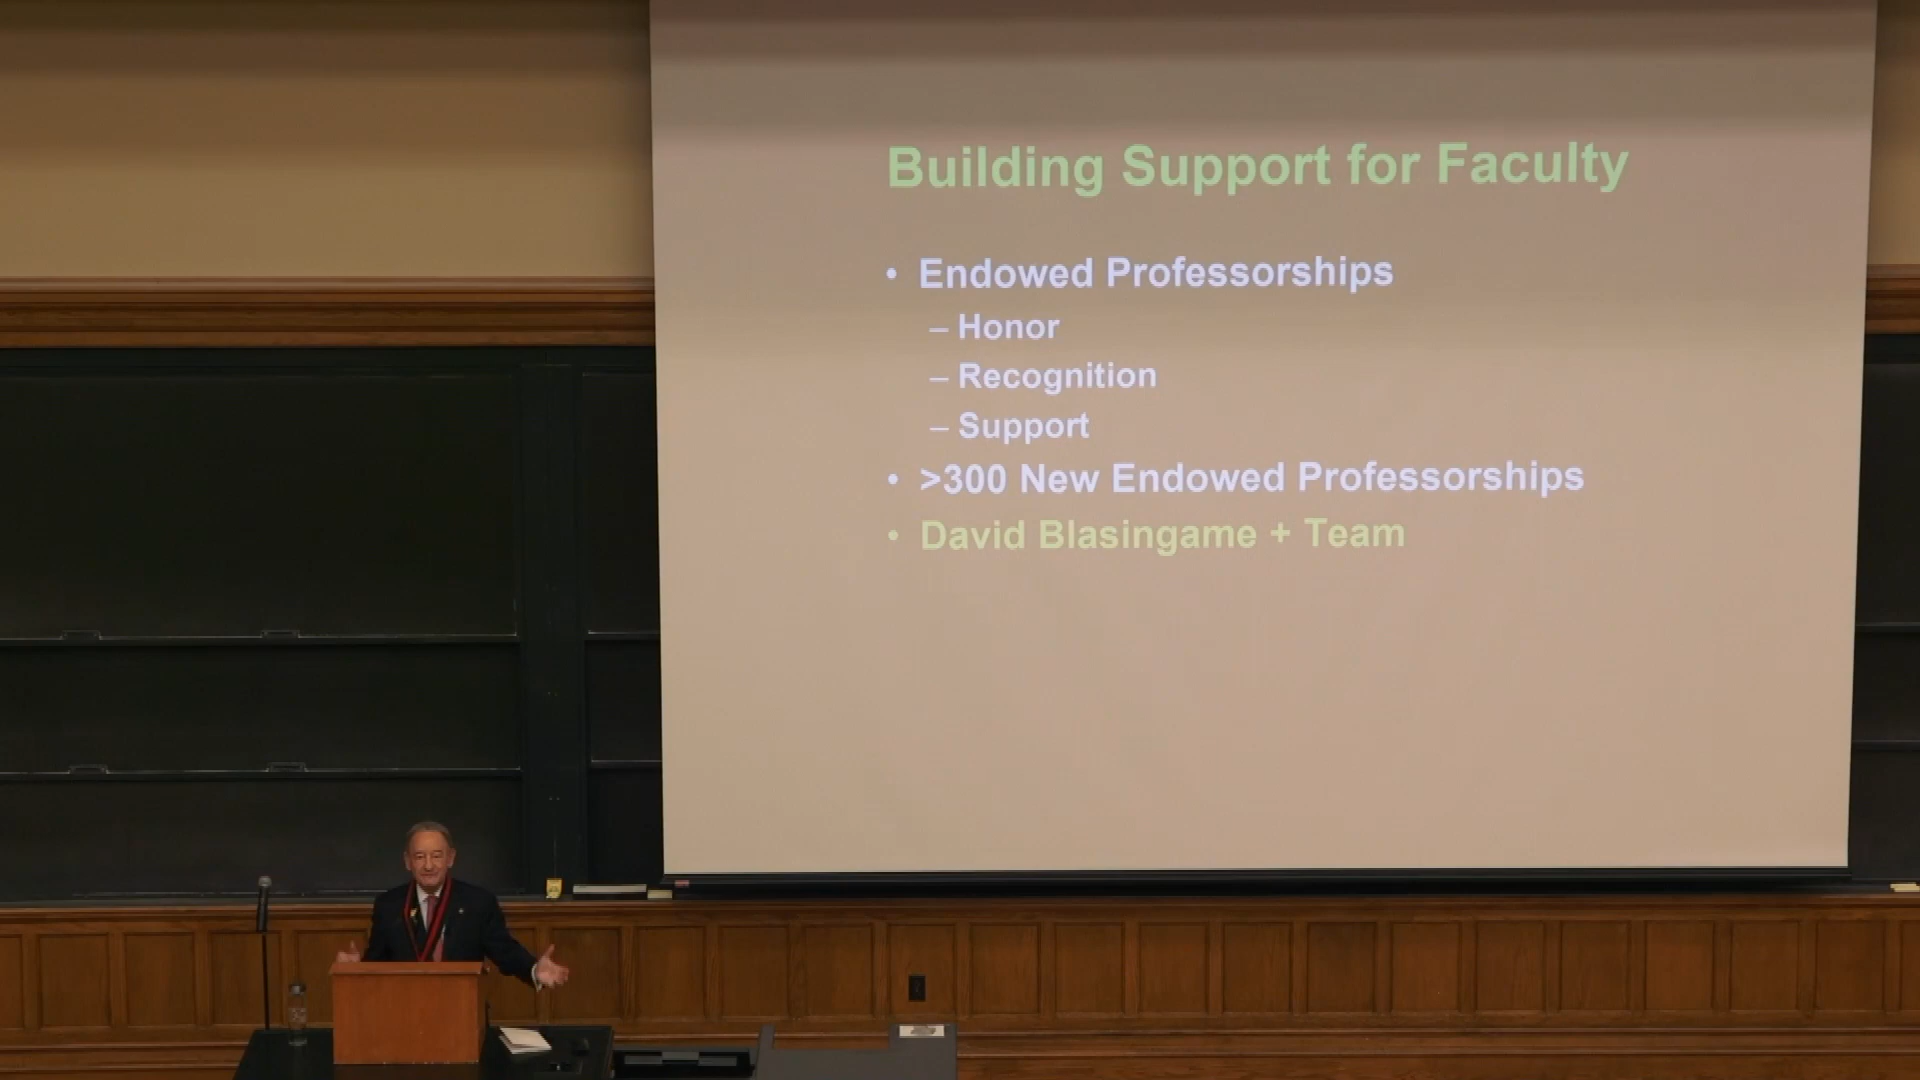 Building Support for Faculty
• Endowed Professorships
– Honor
– Recognition
– Support
• >300 New Endowed Professorships
• David Blasingame + Team